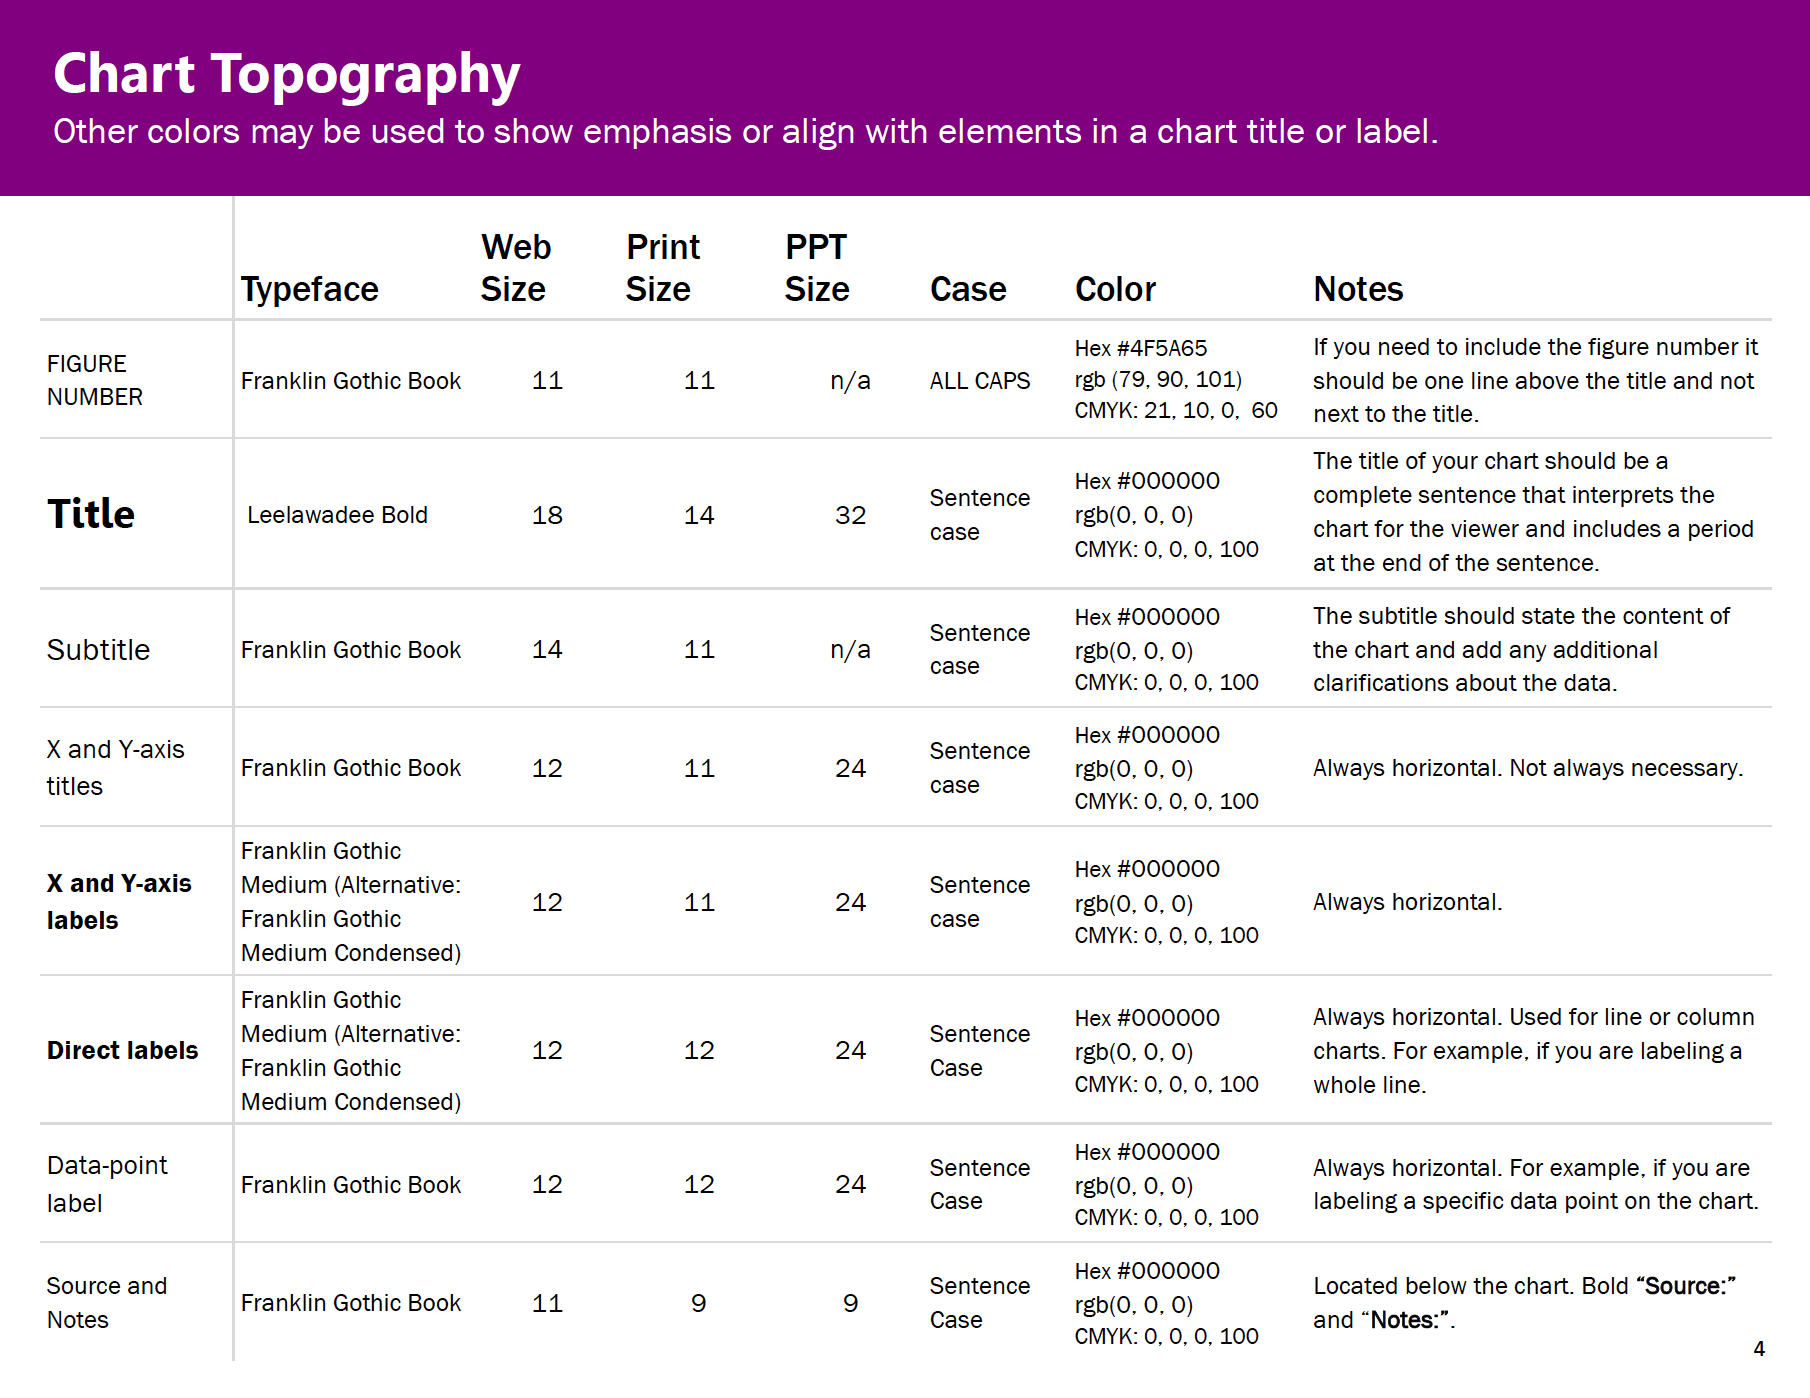 Chart Topography
Other colors may be used to show emphasis or align with elements in a chart title or label.
Typeface
Web
Size
Print
Size
PPT
Size
Case
Color
Notes
FIGURE
NUMBER
Franklin Gothic Book
11
11
n/a
ALL CAPS
Hex #4F5A65
rgb (79, 90, 101)
CMYK: 21, 10, 0,  60
If you need to include the figure number it
should be one line above the title and not
next to the title.
Title
Leelawadee Bold
18
14
32
Sentence
case
Hex #000000
rgb(0, 0, 0)
CMYK: 0, 0, 0, 100
The title of your chart should be a
complete sentence that interprets the
chart for the viewer and includes a period
at the end of the sentence.
Subtitle
Franklin Gothic Book
14
11
n/a
Sentence
case
Hex #000000
rgb(0, 0, 0)
CMYK: 0, 0, 0, 100
The subtitle should state the content of
the chart and add any additional
clarifications about the data.
X and Y-axis
titles
Franklin Gothic Book
12
11
24
Sentence
case
Hex #000000
rgb(0, 0, 0)
CMYK: 0, 0, 0, 100
Always horizontal. Not always necessary.
X and Y-axis
labels
Franklin Gothic
Medium (Alternative:
Franklin Gothic
Medium Condensed)
12
11
24
Sentence
case
Hex #000000
rgb(0, 0, 0)
CMYK: 0, 0, 0, 100
Always horizontal.
Direct labels
Franklin Gothic
Medium (Alternative:
Franklin Gothic
Medium Condensed)
12
12
24
Sentence
Case
Hex #000000
rgb(0, 0, 0)
CMYK: 0, 0, 0, 100
Always horizontal. Used for line or column
charts. For example, if you are labeling a
whole line.
Data-point
label
Franklin Gothic Book
12
12
24
Sentence
Case
Hex #000000
rgb(0, 0, 0)
CMYK: 0, 0, 0, 100
Always horizontal. For example, if you are
labeling a specific data point on the chart.
Source and
Notes
Franklin Gothic Book
11
9
9
Sentence
Case
Hex #000000
rgb(0, 0, 0)
CMYK: 0, 0, 0, 100
Located below the chart. Bold “Source:”
and “Notes:”.
4